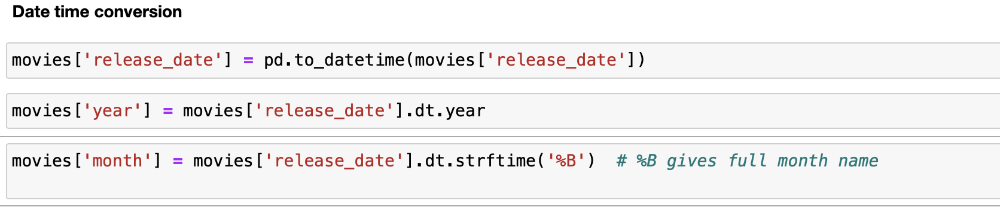 Date time conversion
movies['release_date'] = pd.to_datetime(movies['release_date'])
movies['year'] = movies['release_date'].dt.year
movies['month'] = movies['release_date'].dt.strftime('%B')  # %B gives full month name